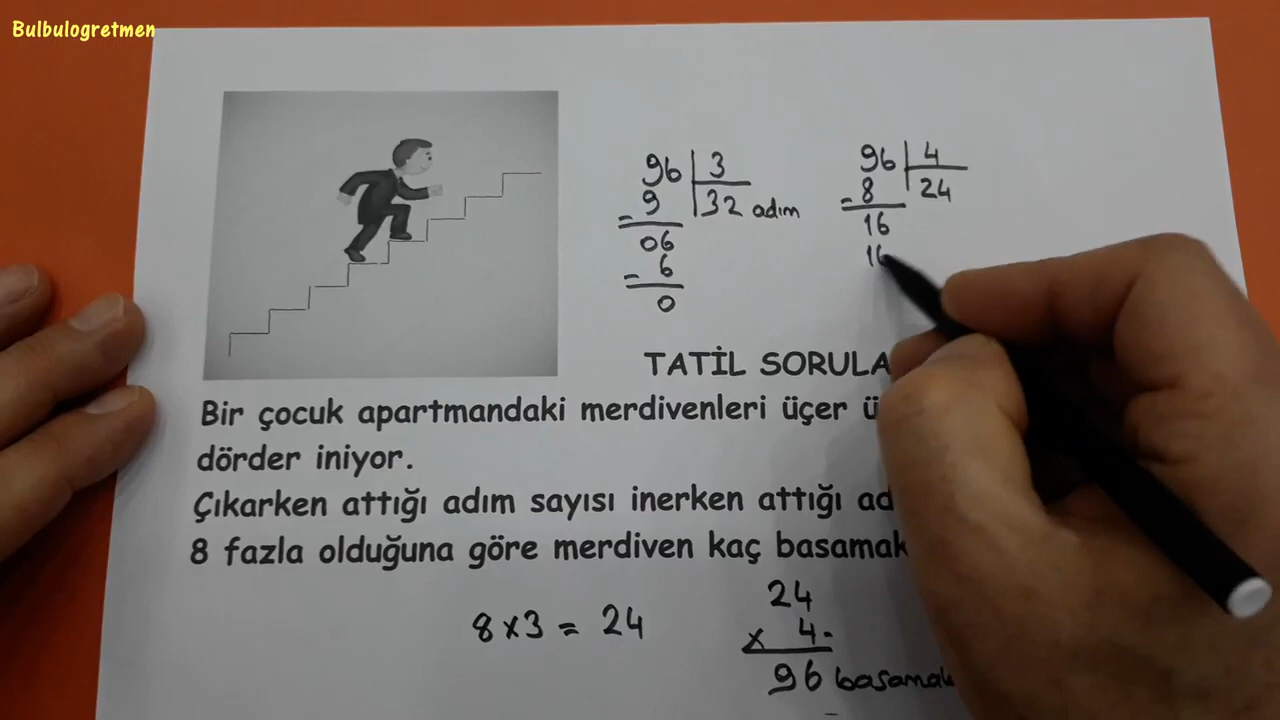 Bulbulogretmen
96 3
- 9 32 adım
06
- 6
0
96 4
- 8 24
16
16
TATİL SORULA
Bir çocuk apartmandaki merdivenleri üçer ü
dörder iniyor.
Çıkarken attığı adım sayısı inerken attığı ad
8 fazla olduğuna göre merdiven kaç basamak
8 x 3 = 24
24
x 4
96 basamak